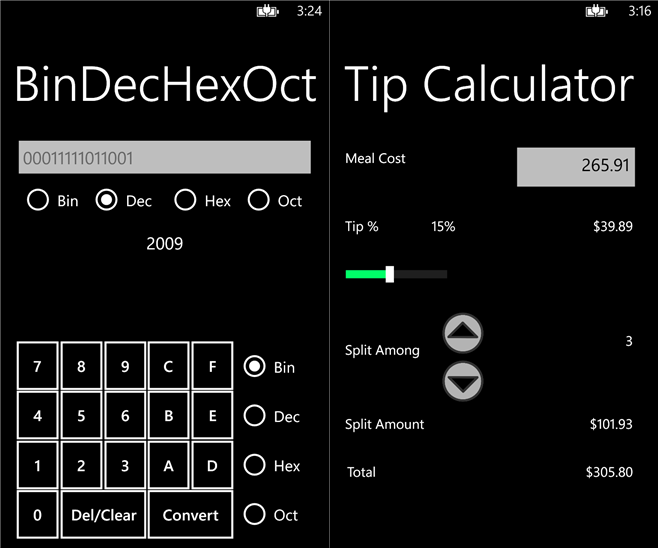 3:24
BinDecHexOct
00011111011001
Bin Dec Hex Oct
2009
7 8 9 C F Bin
4 5 6 B E Dec
1 2 3 A D Hex
0 Del/Clear Convert Oct
3:16
Tip Calculator
Meal Cost 265.91
Tip % 15% $39.89
Split Among 3
Split Amount $101.93
Total $305.80